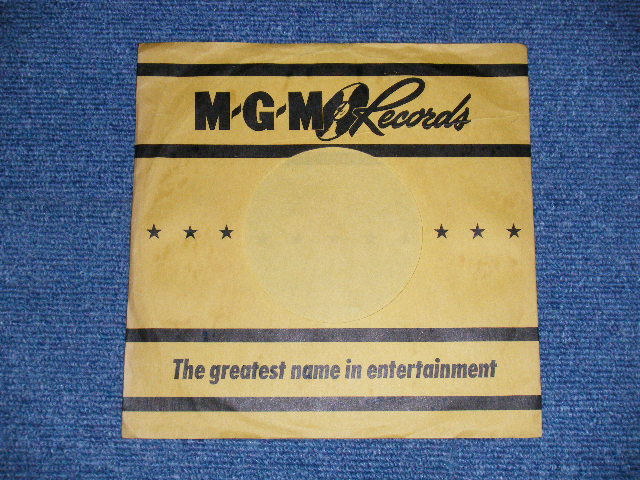 M-G-M Records
The greatest name in entertainment